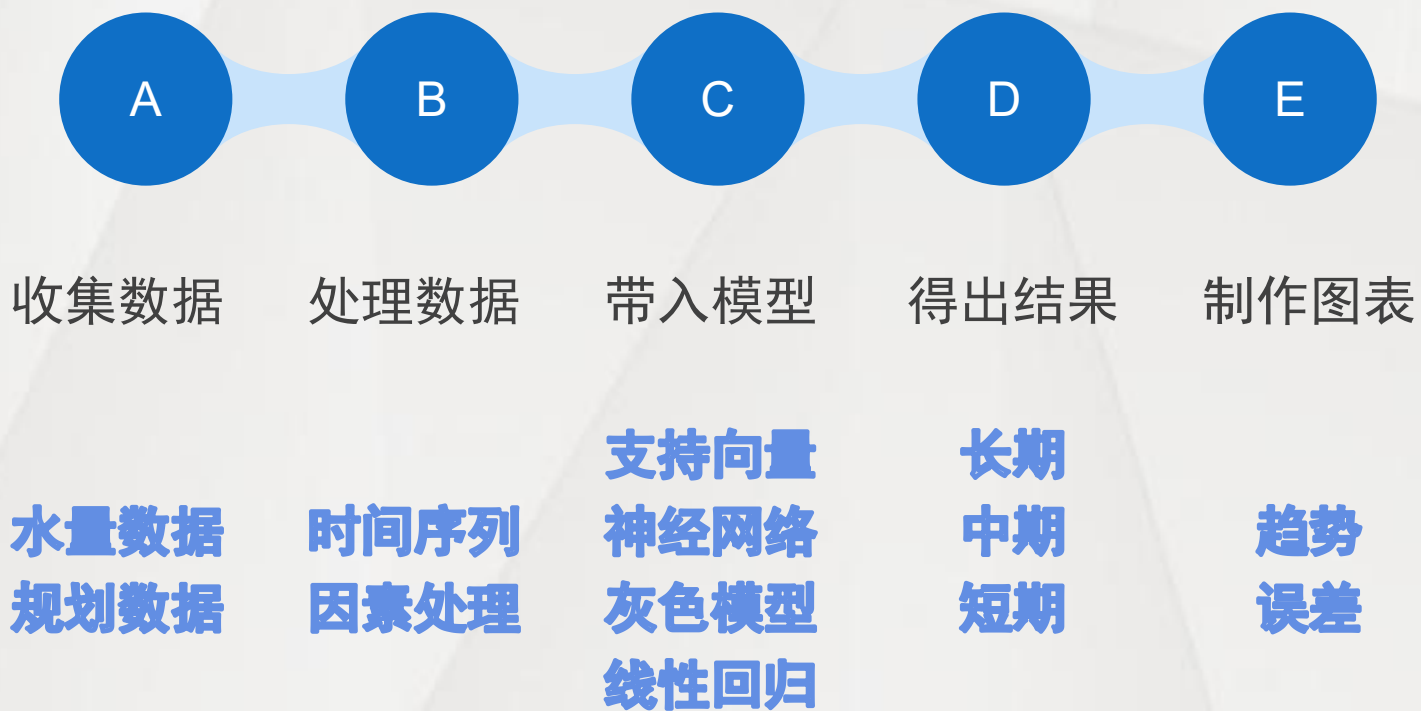 A B C D E
收集数据 处理数据 带入模型 得出结果 制作图表
支持向量 长期
水量数据 时间序列 神经网络 中期 趋势
规划数据 因素处理 灰色模型 短期 误差
线性回归